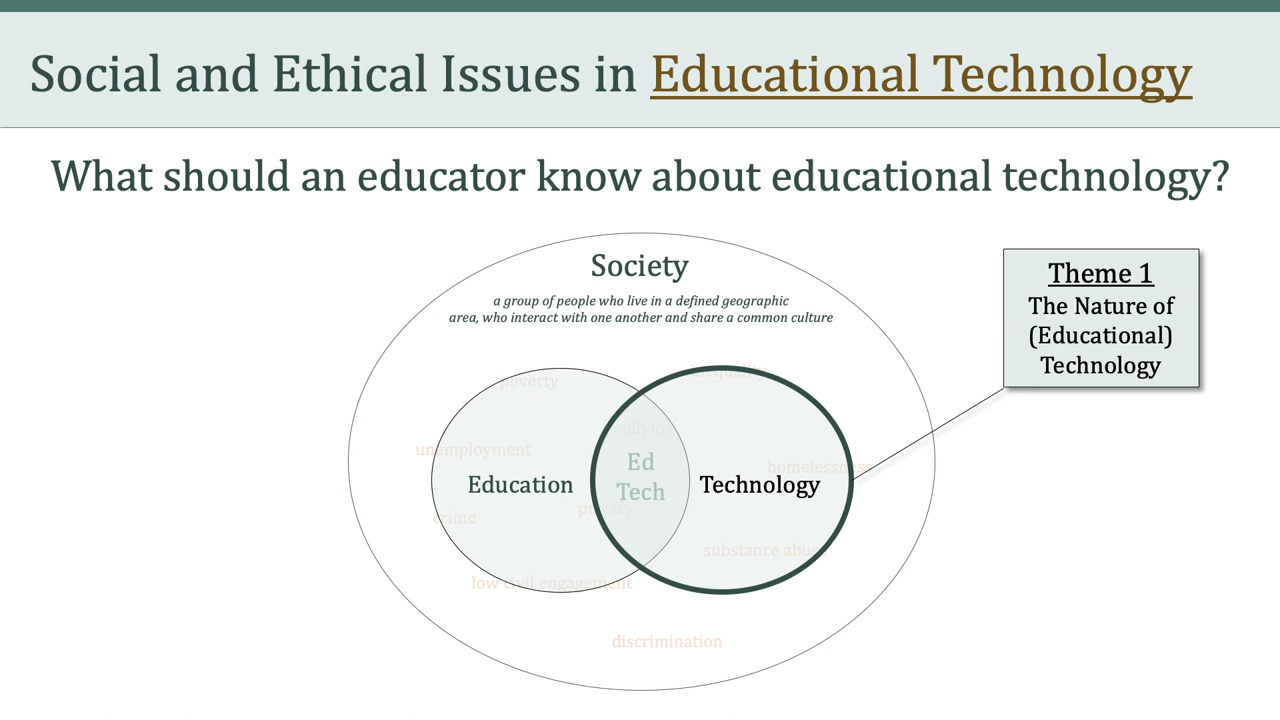 Social and Ethical Issues in Educational Technology
What should an educator know about educational technology?
Society
a group of people who live in a defined geographic
area, who interact with one another and share a common culture
Theme 1
The Nature of
(Educational)
Technology
poverty
inequality
bullying
unemployment
homelessness
Ed
Tech
Education
Technology
privacy
crime
substance abuse
low civil engagement
discrimination